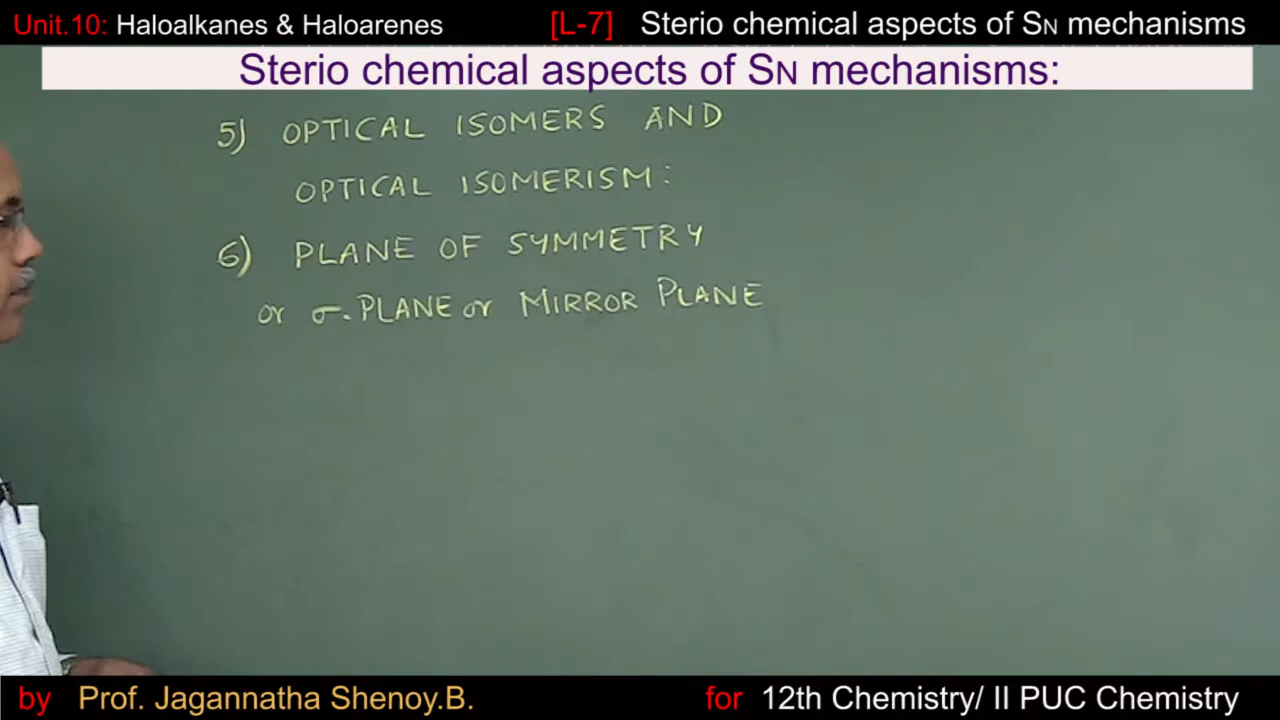 Unit.10: Haloalkanes & Haloarenes [L-7] Sterio chemical aspects of SN mechanisms
Sterio chemical aspects of SN mechanisms:
5) OPTICAL ISOMERS AND
OPTICAL ISOMERISM:
6) PLANE OF SYMMETRY
or σ. PLANE or MIRROR PLANE
by Prof. Jagannatha Shenoy.B. for 12th Chemistry/ II PUC Chemistry